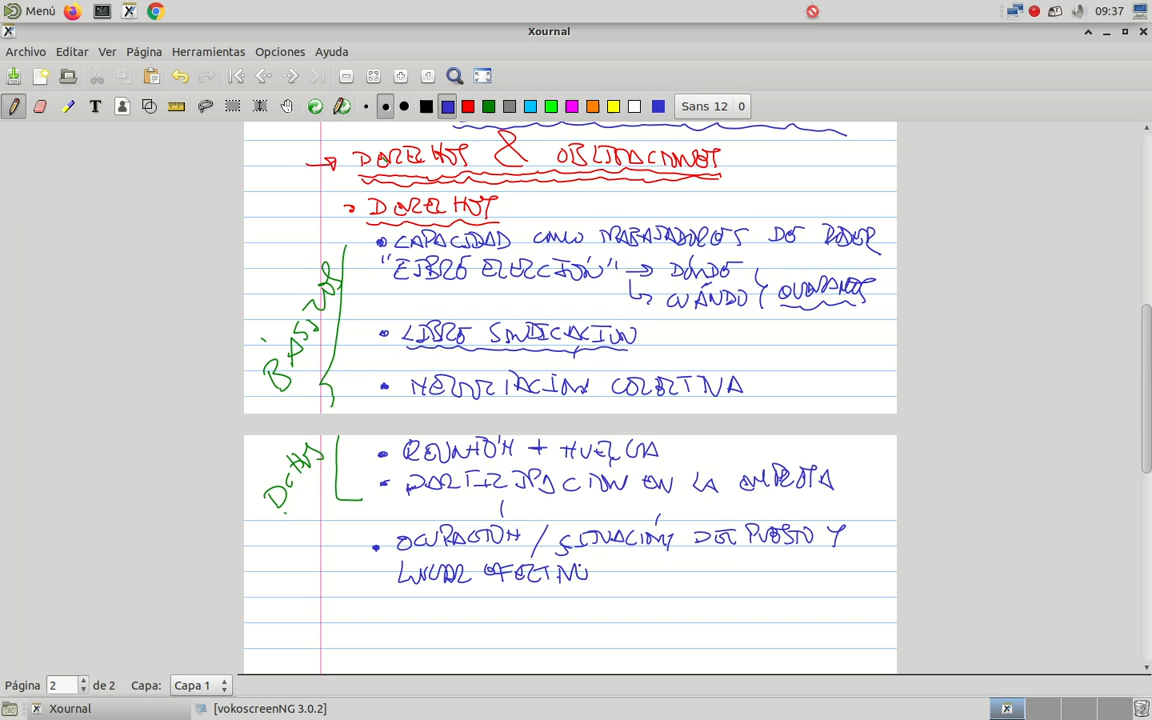 Menú
09:37
Xournal
Archivo Editar Ver Página Herramientas Opciones Ayuda
Sans 12 0
→ DERECHOS & OBLIGACIONES
DERECHOS
• CAPACIDAD COMO TRABAJADORES DE PODER
"LIBRE ELECCIÓN" → DÓNDE
CUÁNDO Y
• LIBRE SINDICACIÓN
• NEGOCIACIÓN COLECTIVA
BÁSICOS
• REUNIÓN + HUELGA
• PARTICIPACIÓN EN LA EMPRESA
DCHOS
• OCUPACIÓN / SITUACIÓN DEL PUESTO Y
LUGAR EFECTIVO
Página 2 de 2 Capa: Capa 1
Xournal [vokoscreenNG 3.0.2]